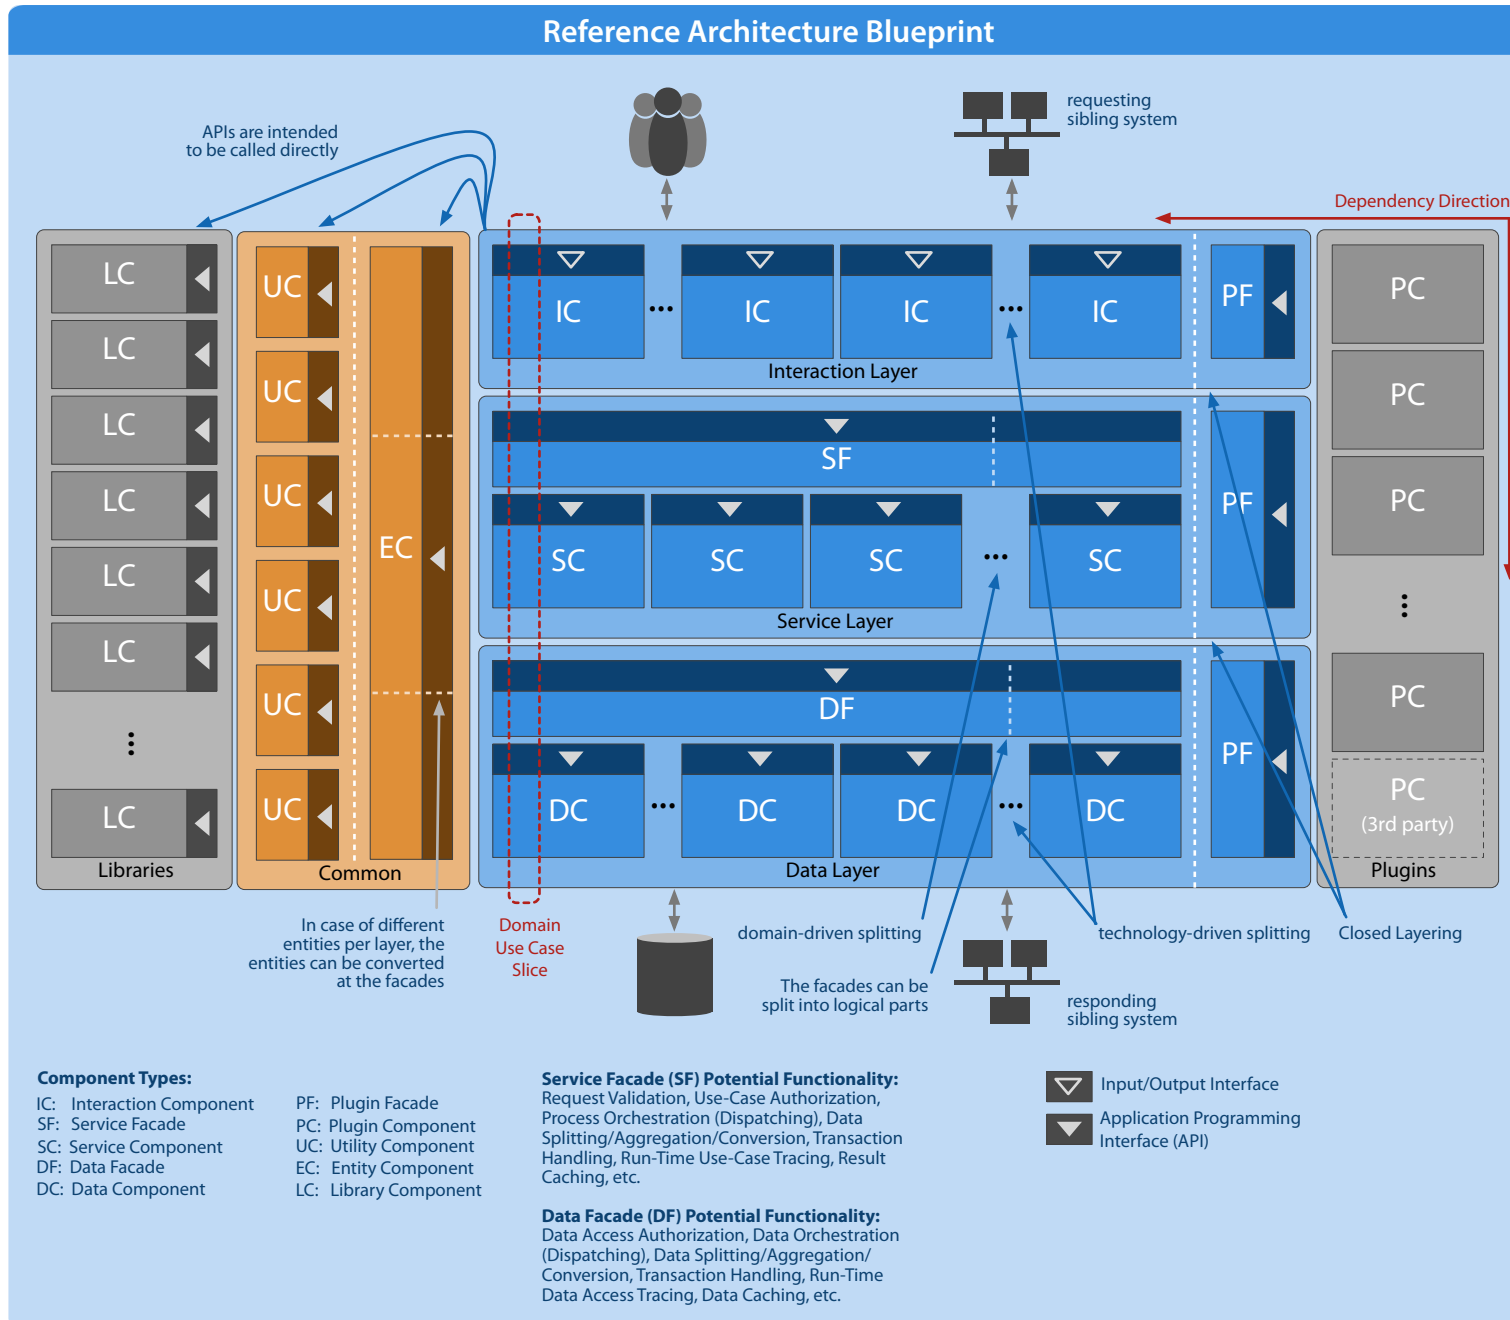 Reference Architecture Blueprint
APIs are intended
to be called directly
requesting
sibling system
Dependency Direction
LC
LC
LC
LC
LC
LC
LC
Libraries
UC
UC
UC
UC
UC
UC
EC
Common
IC
IC
IC
IC
PF
Interaction Layer
SF
SC
SC
SC
SC
PF
Service Layer
DF
DC
DC
DC
DC
PF
Data Layer
PC
PC
PC
PC
PC
(3rd party)
Plugins
In case of different
entities per layer, the
entities can be converted
at the facades
Domain
Use Case
Slice
domain-driven splitting
The facades can be
split into logical parts
technology-driven splitting
Closed Layering
responding
sibling system
Component Types:
IC: Interaction Component
SF: Service Facade
SC: Service Component
DF: Data Facade
DC: Data Component
PF: Plugin Facade
PC: Plugin Component
UC: Utility Component
EC: Entity Component
LC: Library Component
Service Facade (SF) Potential Functionality:
Request Validation, Use-Case Authorization,
Process Orchestration (Dispatching), Data
Splitting/Aggregation/Conversion, Transaction
Handling, Run-Time Use-Case Tracing, Result
Caching, etc.
Data Facade (DF) Potential Functionality:
Data Access Authorization, Data Orchestration
(Dispatching), Data Splitting/Aggregation/
Conversion, Transaction Handling, Run-Time
Data Access Tracing, Data Caching, etc.
Input/Output Interface
Application Programming
Interface (API)